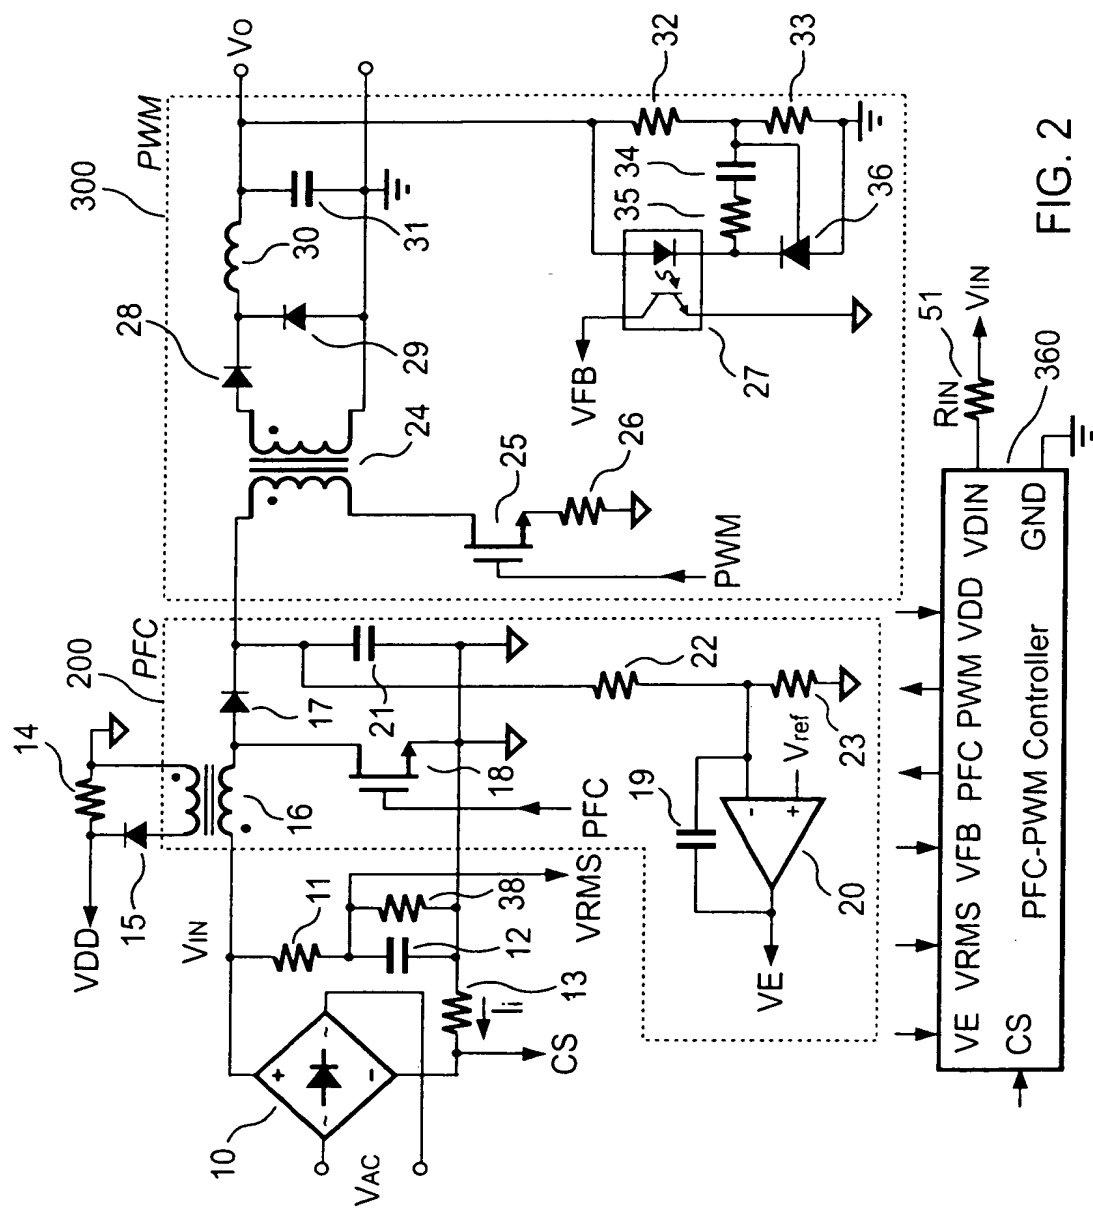 FIG. 2
300
PWM
200
PFC
14
15
VDD
16
17
18
PFC
21
22
23
19
20
Vref
-
+
VE
VIN
11
38
12
VRMS
13
Ii
CS
10
+
-
~
~
VAC
24
25
26
PWM
28
29
30
31
VO
32
33
34
35
36
27
VFB
RIN
51
VIN
360
VE VRMS VFB PFC PWM VDD VDIN
CS PFC-PWM Controller GND